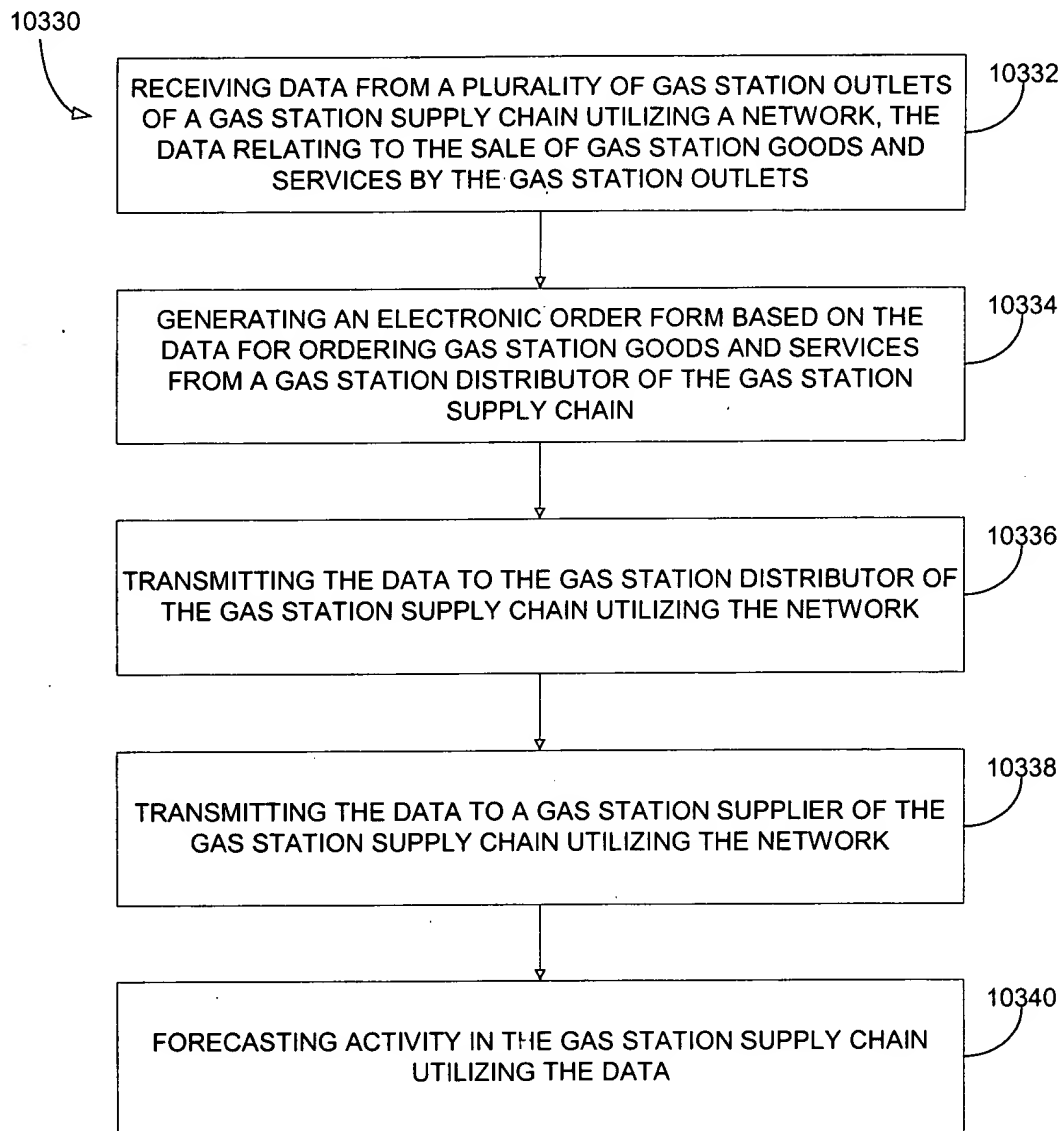 10330
RECEIVING DATA FROM A PLURALITY OF GAS STATION OUTLETS
OF A GAS STATION SUPPLY CHAIN UTILIZING A NETWORK, THE
DATA RELATING TO THE SALE OF GAS STATION GOODS AND
SERVICES BY THE GAS STATION OUTLETS
10332
GENERATING AN ELECTRONIC ORDER FORM BASED ON THE
DATA FOR ORDERING GAS STATION GOODS AND SERVICES
FROM A GAS STATION DISTRIBUTOR OF THE GAS STATION
SUPPLY CHAIN
10334
TRANSMITTING THE DATA TO THE GAS STATION DISTRIBUTOR OF
THE GAS STATION SUPPLY CHAIN UTILIZING THE NETWORK
10336
TRANSMITTING THE DATA TO A GAS STATION SUPPLIER OF THE
GAS STATION SUPPLY CHAIN UTILIZING THE NETWORK
10338
FORECASTING ACTIVITY IN THE GAS STATION SUPPLY CHAIN
UTILIZING THE DATA
10340